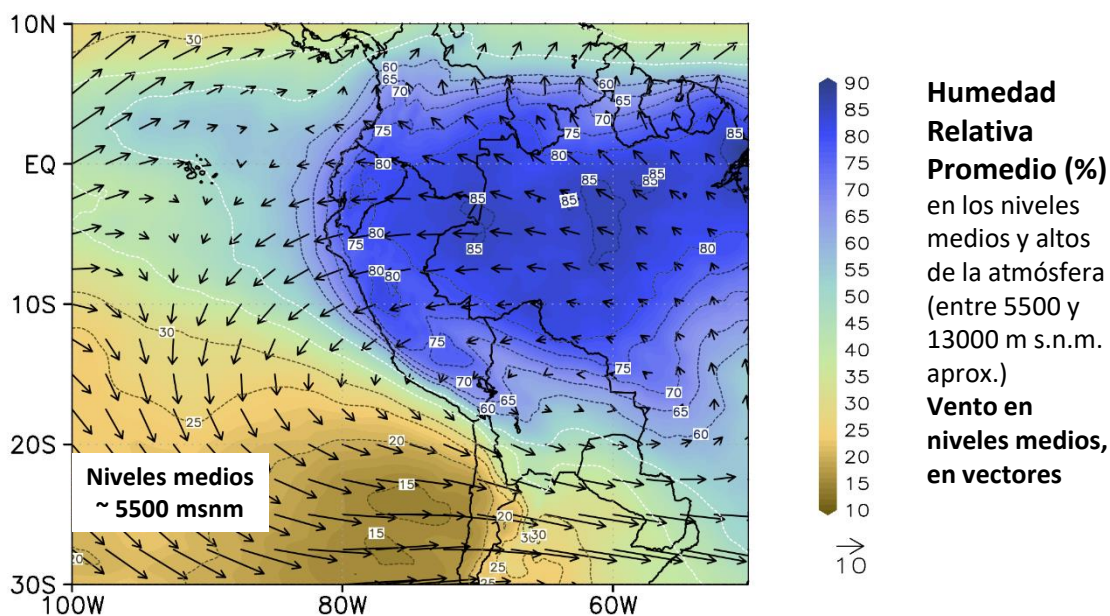 10N
EQ
10S
20S
30S
100W
80W
60W
30
60
65
70
75
80
60
65
70
75
80
85
85
85
85
85
85
80
75
80
80
80
30
75
70
65
60
75
65
60
25
20
15
15
20
20
30
30
25
25
Niveles medios
~ 5500 msnm
90
85
80
75
70
65
60
55
50
45
40
35
30
25
20
15
10
10
Humedad
Relativa
Promedio (%)
en los niveles
medios y altos
de la atmósfera
(entre 5500 y
13000 m s.n.m.
aprox.)
Vento en
niveles medios,
en vectores